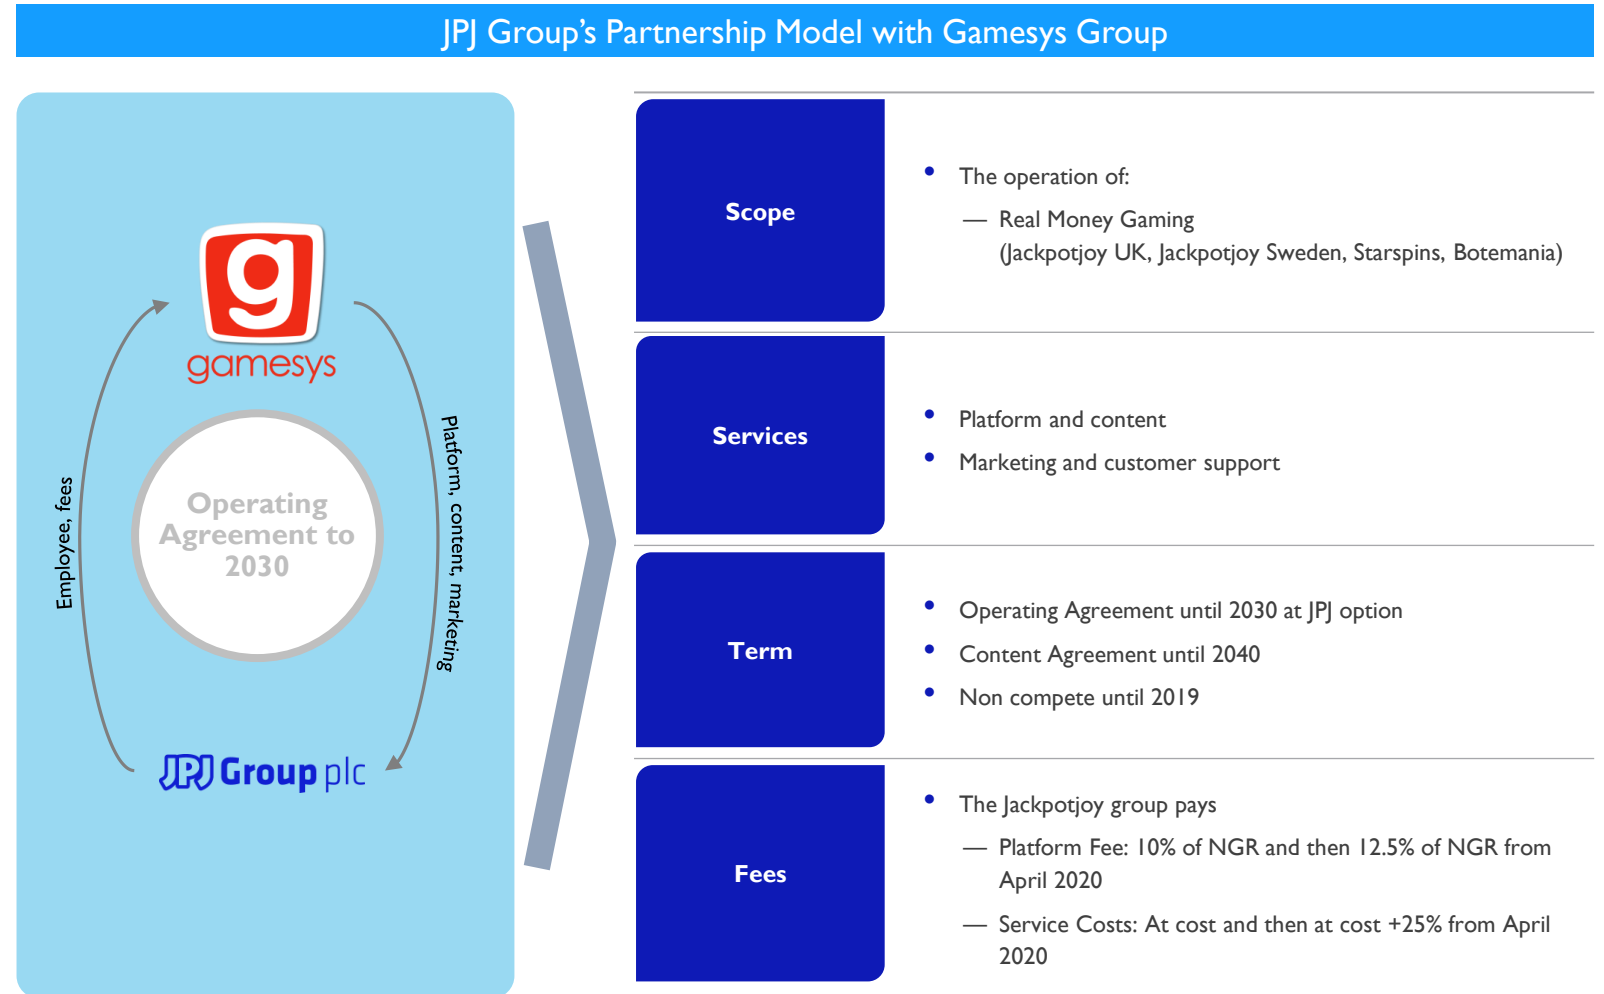 JPJ Group's Partnership Model with Gamesys Group
g
gamesys
Operating
Agreement to
2030
Employee, fees
Platform, content, marketing
JPJ Group plc
Scope
• The operation of:
— Real Money Gaming
(Jackpotjoy UK, Jackpotjoy Sweden, Starspins, Botemania)
Services
• Platform and content
• Marketing and customer support
Term
• Operating Agreement until 2030 at JPJ option
• Content Agreement until 2040
• Non compete until 2019
Fees
• The Jackpotjoy group pays
— Platform Fee: 10% of NGR and then 12.5% of NGR from
April 2020
— Service Costs: At cost and then at cost +25% from April
2020